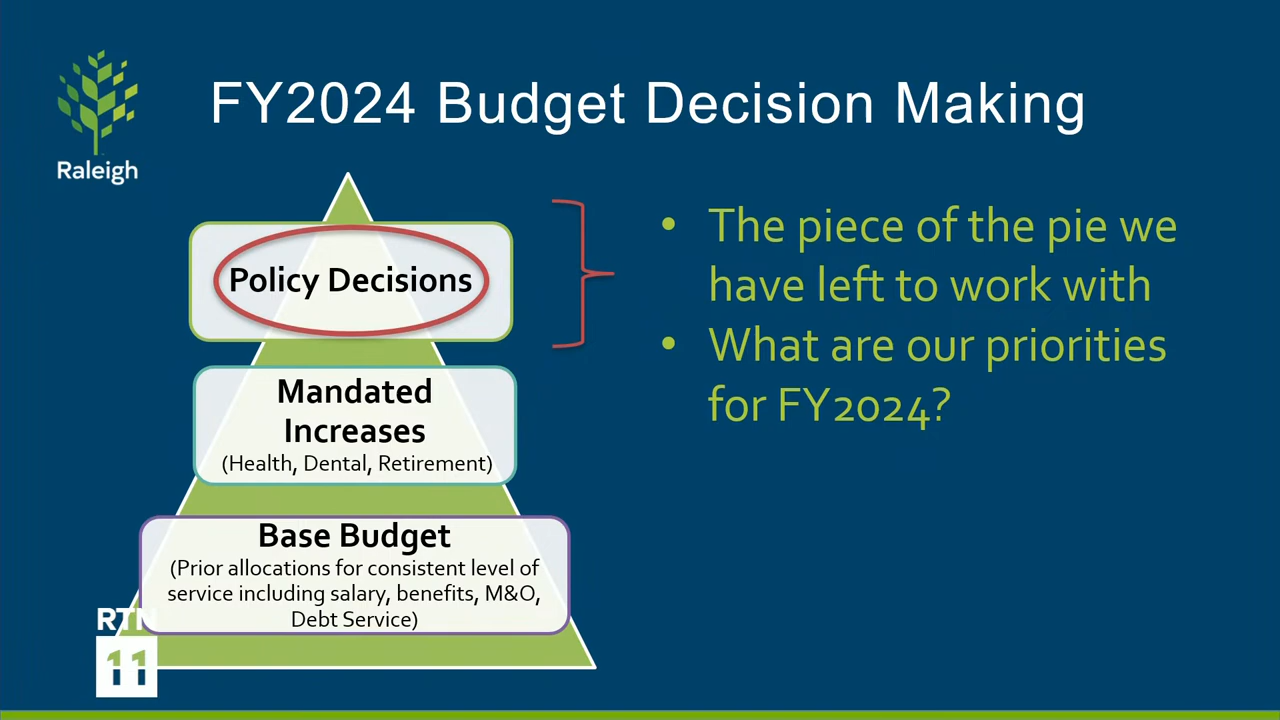 FY2024 Budget Decision Making
Raleigh
Policy Decisions
Mandated
Increases
(Health, Dental, Retirement)
Base Budget
(Prior allocations for consistent level of
service including salary, benefits, M&O,
Debt Service)
• The piece of the pie we
have left to work with
• What are our priorities
for FY2024?
RTN
11